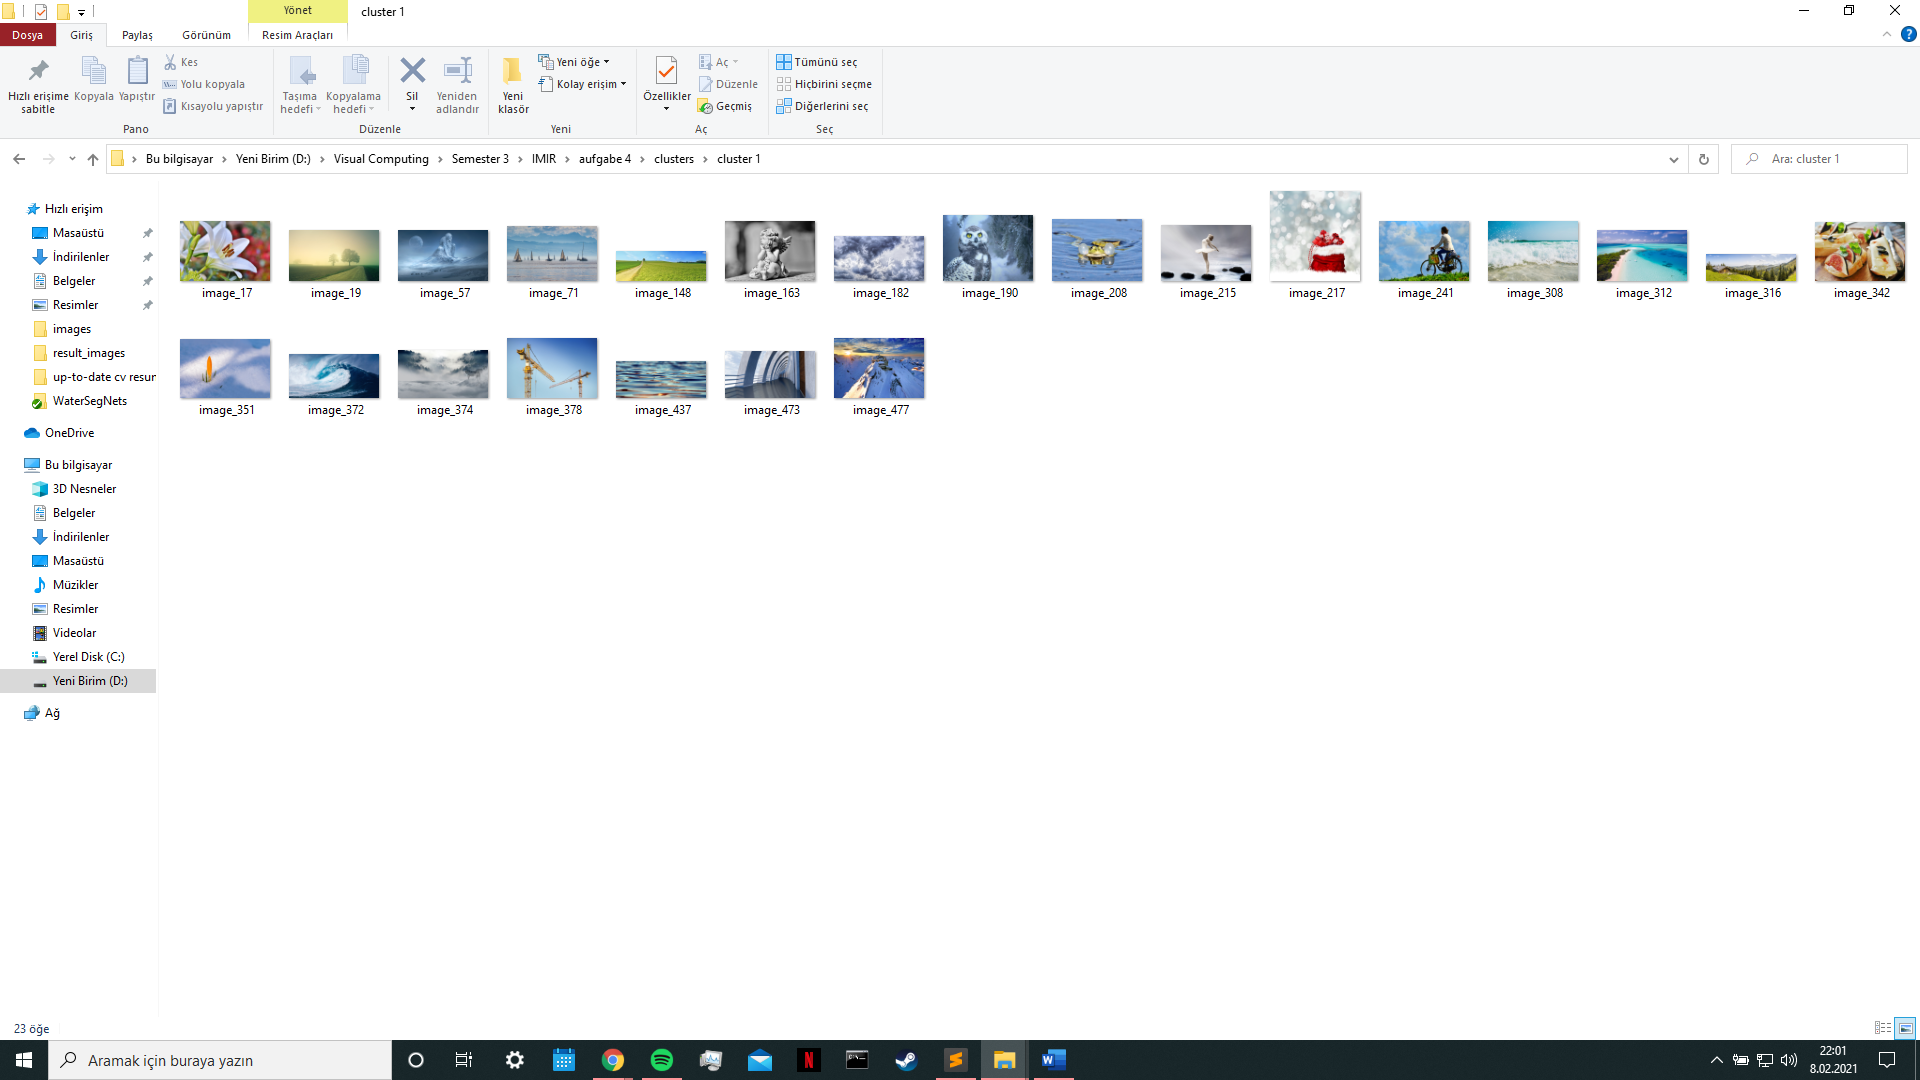 Yönet
cluster 1
Dosya
Giriş
Paylaş
Görünüm
Resim Araçları
Hızlı erişime sabitle
Kopyala
Yapıştır
Kes
Yolu kopyala
Kısayolu yapıştır
Pano
Taşıma hedefi
Kopyalama hedefi
Sil
Yeniden adlandır
Düzenle
Yeni klasör
Yeni öğe
Kolay erişim
Yeni
Özellikler
Aç
Düzenle
Geçmiş
Aç
Tümünü seç
Hiçbirini seçme
Diğerlerini seç
Seç
Bu bilgisayar > Yeni Birim (D:) > Visual Computing > Semester 3 > IMIR > aufgabe 4 > clusters > cluster 1
Ara: cluster 1
Hızlı erişim
Masaüstü
İndirilenler
Belgeler
Resimler
images
result_images
up-to-date cv resur
WaterSegNets
OneDrive
Bu bilgisayar
3D Nesneler
Belgeler
İndirilenler
Masaüstü
Müzikler
Resimler
Videolar
Yerel Disk (C:)
Yeni Birim (D:)
Ağ
image_17 image_19 image_57 image_71 image_148 image_163 image_182 image_190 image_208 image_215 image_217 image_241 image_308 image_312 image_316 image_342
image_351 image_372 image_374 image_378 image_437 image_473 image_477
23 öğe
Aramak için buraya yazın
22:01
8.02.2021